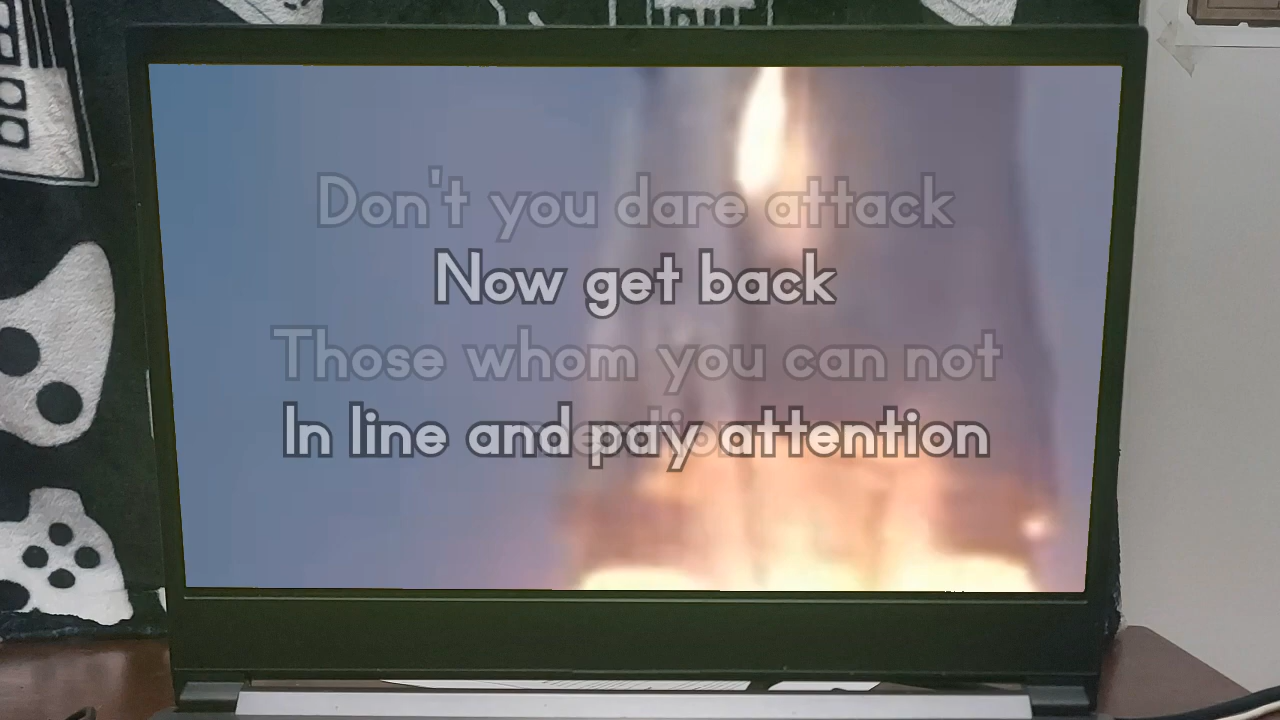 Don't you dare attack
Now get back
Those whom you can not
In line and pay attention